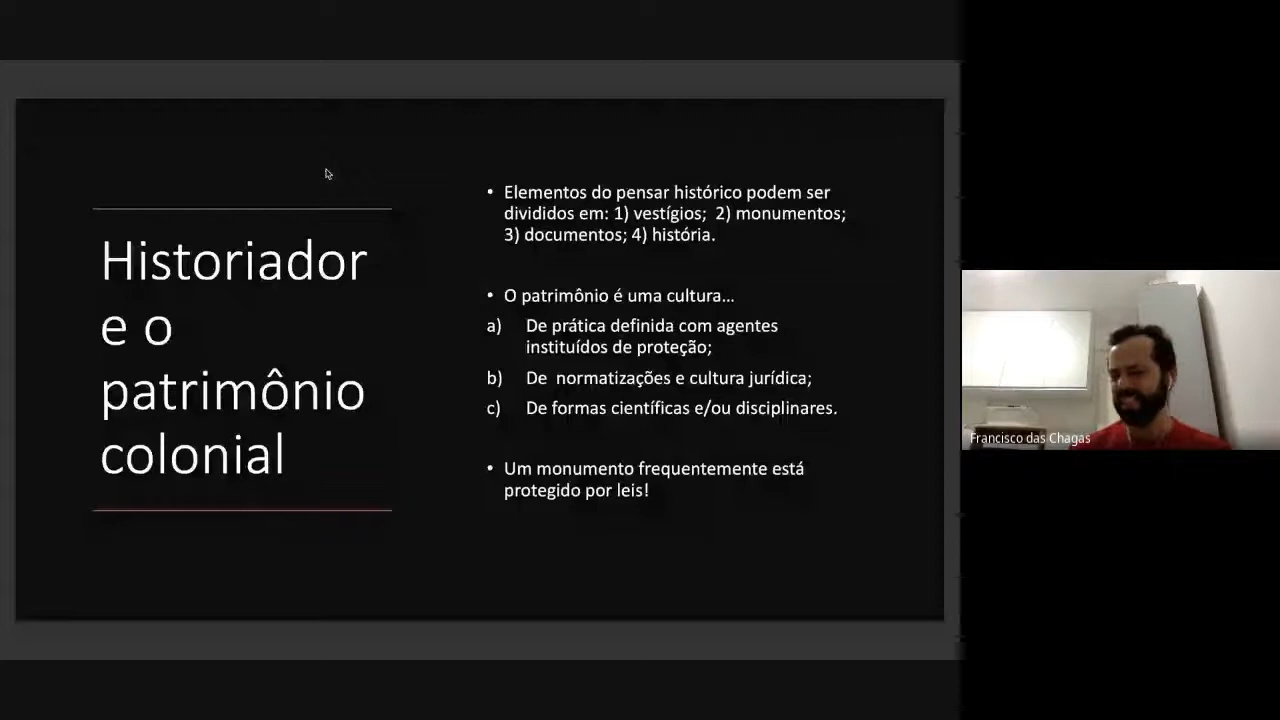 Historiador
e o
patrimônio
colonial
• Elementos do pensar histórico podem ser
divididos em: 1) vestígios; 2) monumentos;
3) documentos; 4) história.
• O patrimônio é uma cultura...
a) De prática definida com agentes
instituídos de proteção;
b) De normatizações e cultura jurídica;
c) De formas científicas e/ou disciplinares.
• Um monumento frequentemente está
protegido por leis!
Francisco das Chagas